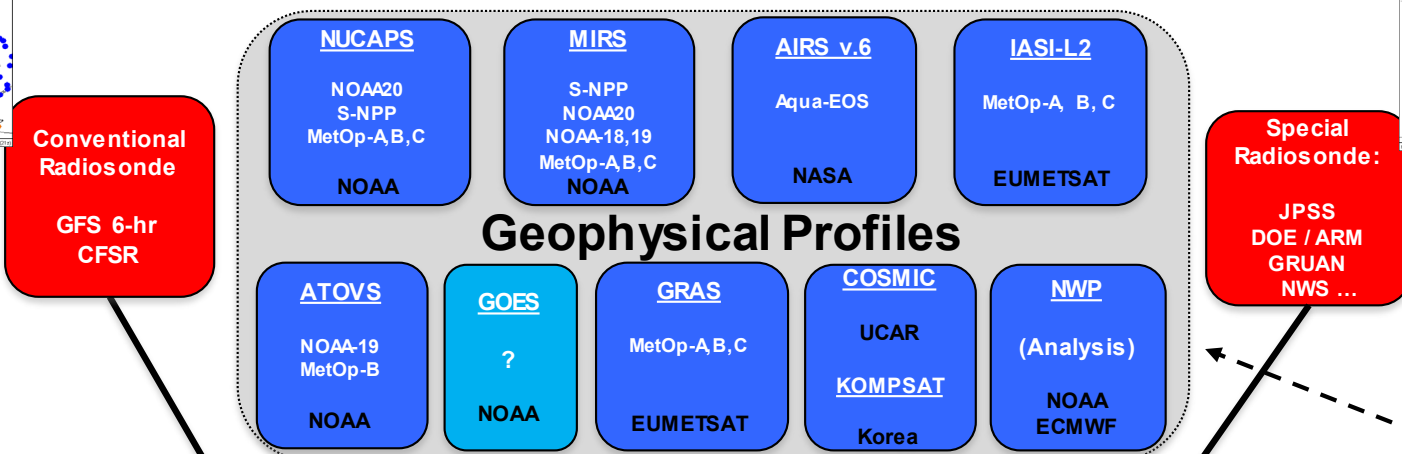 Conventional
Radiosonde
GFS 6-hr
CFSR
NUCAPS
NOAA20
S-NPP
MetOp-A,B,C
NOAA
MIRS
S-NPP
NOAA20
NOAA-18,19
MetOp-A,B,C
NOAA
AIRS v.6
Aqua-EOS
NASA
IASI-L2
MetOp-A, B, C
EUMETSAT
Special
Radiosonde:
JPSS
DOE / ARM
GRUAN
NWS ...
Geophysical Profiles
ATOVS
NOAA-19
MetOp-B
NOAA
GOES
?
NOAA
GRAS
MetOp-A,B,C
EUMETSAT
COSMIC
UCAR
KOMPSAT
Korea
NWP
(Analysis)
NOAA
ECMWF